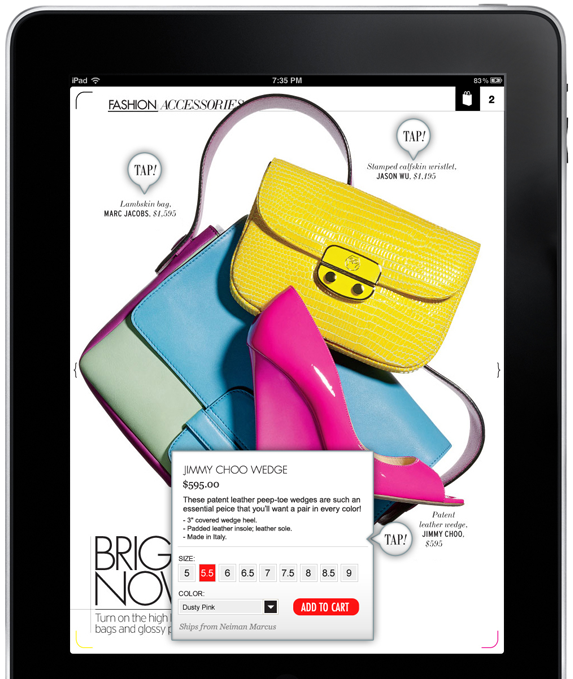 iPad 7:35 PM 83%
FASHION ACCESSORIES
2
TAP!
Stamped calfskin wristlet,
JASON WU, $1,195
TAP!
Lambskin bag,
MARC JACOBS, $1,595
JIMMY CHOO WEDGE
$595.00
These patent leather peep-toe wedges are such an
essential peice that you'll want a pair in every color!
- 3" covered wedge heel.
- Padded leather insole; leather sole.
- Made in Italy.
Patent
leather wedge,
JIMMY CHOO,
$595
TAP!
SIZE:
5 5.5 6 6.5 7 7.5 8 8.5 9
COLOR:
Dusty Pink
ADD TO CART
Ships from Neiman Marcus
BRIG
NOW
Turn on the high
bags and glossy p